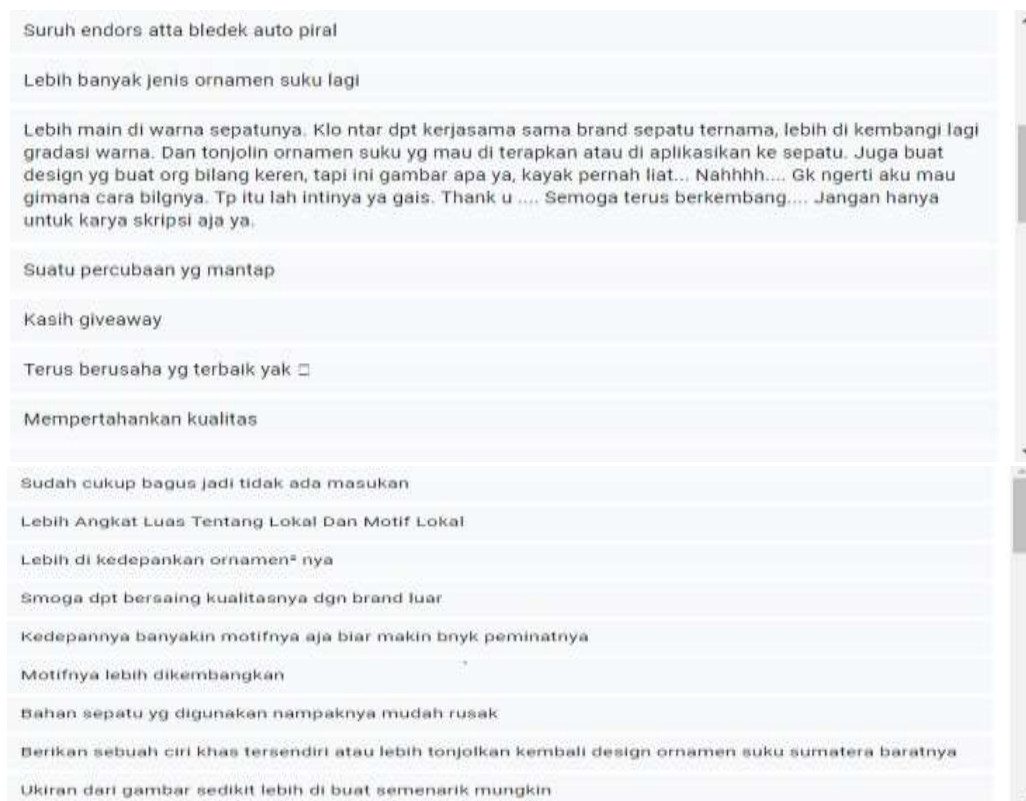 Suruh endors atta bledek auto piral
Lebih banyak jenis ornamen suku lagi
Lebih main di warna sepatunya. Klo ntar dpt kerjasama sama brand sepatu ternama, lebih di kembangi lagi
gradasi warna. Dan tonjolin ornamen suku yg mau di terapkan atau di aplikasikan ke sepatu. Juga buat
design yg buat org bilang keren, tapi ini gambar apa ya, kayak pernah liat... Nahhhh.... Gk ngerti aku mau
gimana cara bilgnya. Tp itu lah intinya ya gais. Thank u .... Semoga terus berkembang.... Jangan hanya
untuk karya skripsi aja ya.
Suatu percubaan yg mantap
Kasih giveaway
Terus berusaha yg terbaik yak □
Mempertahankan kualitas
Sudah cukup bagus jadi tidak ada masukan
Lebih Angkat Luas Tentang Lokal Dan Motif Lokal
Lebih di kedepankan ornamen² nya
Smoga dpt bersaing kualitasnya dgn brand luar
Kedepannya banyakin motifnya aja biar makin bnyk peminatnya
Motifnya lebih dikembangkan
Bahan sepatu yg digunakan nampaknya mudah rusak
Berikan sebuah ciri khas tersendiri atau lebih tonjolkan kembali design ornamen suku sumatera baratnya
Ukiran dari gambar sedikit lebih di buat semenarik mungkin